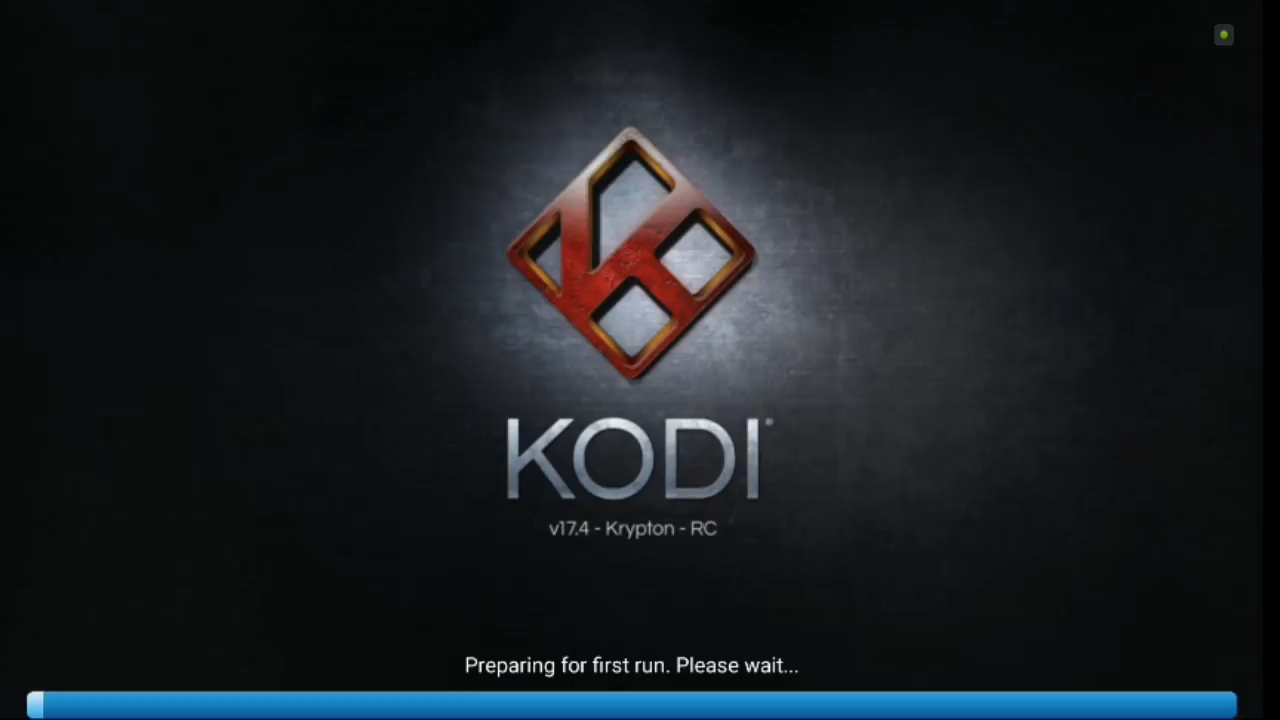 KODI®
v17.4 - Krypton - RC
Preparing for first run. Please wait...